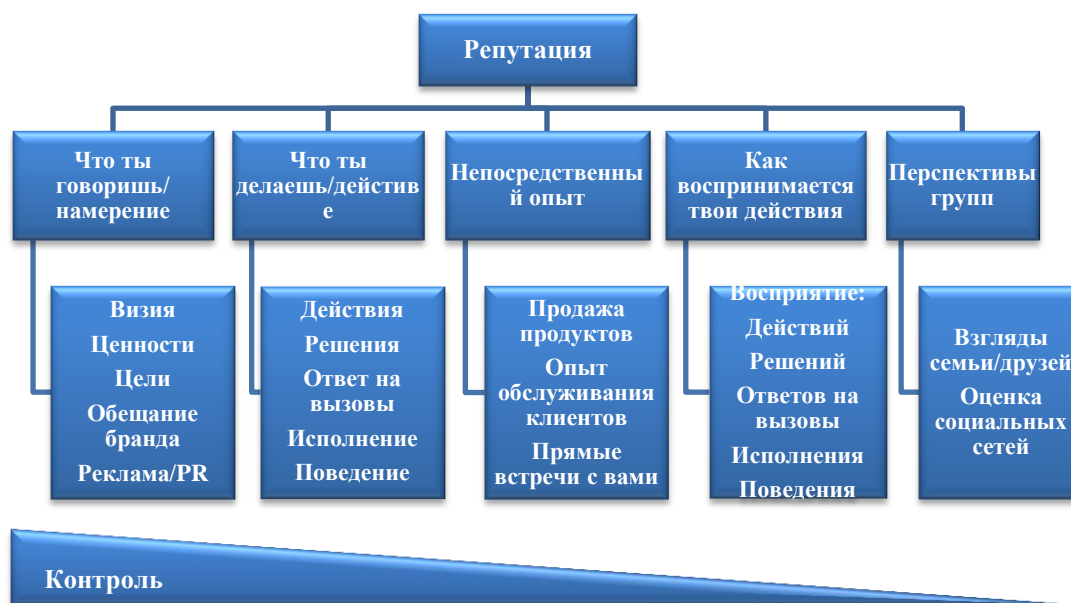 Репутация
Что ты
говоришь/
намерение
Что ты
делаешь/действи
е
Непосредственны
й опыт
Как
воспринимается
твои действия
Перспективы
групп
Визия
Ценности
Цели
Обещание
бранда
Реклама/PR
Действия
Решения
Ответ на
вызовы
Исполнение
Поведение
Продажа
продуктов
Опыт
обслуживания
клиентов
Прямые
встречи с вами
Восприятие:
Действий
Решений
Ответов на
вызовы
Исполнения
Поведения
Взгляды
семьи/друзей
Оценка
социальных
сетей
Контроль